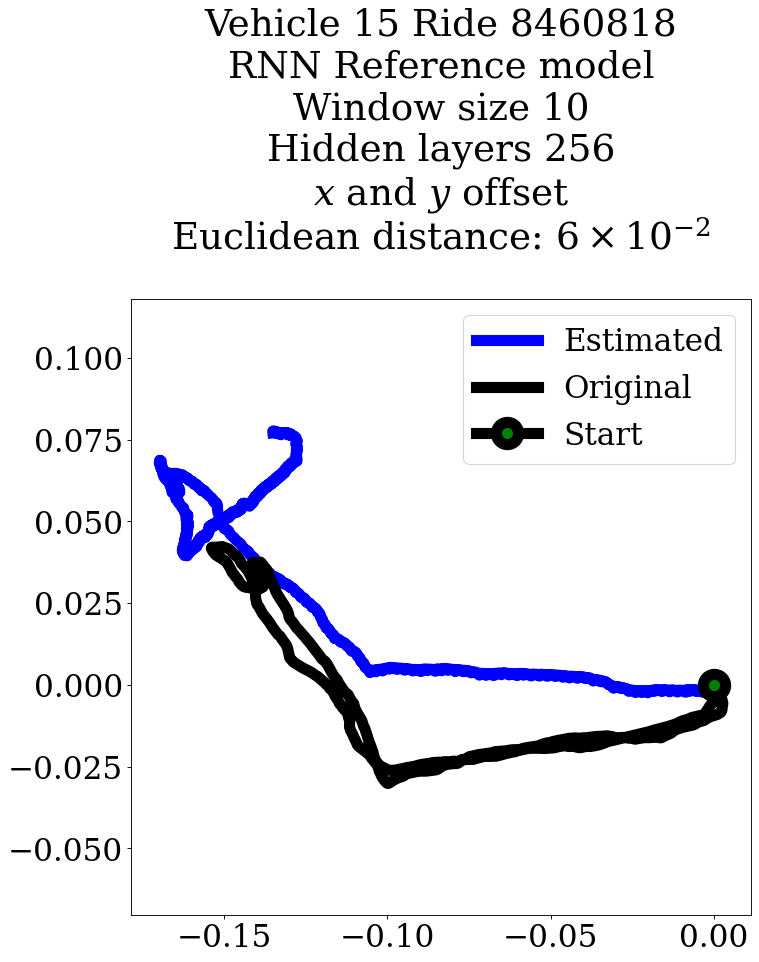 Vehicle 15 Ride 8460818
RNN Reference model
Window size 10
Hidden layers 256
x and y offset
Euclidean distance: 6 × 10⁻²
Estimated
Original
Start
0.100
0.075
0.050
0.025
0.000
−0.025
−0.050
−0.15 −0.10 −0.05 0.00